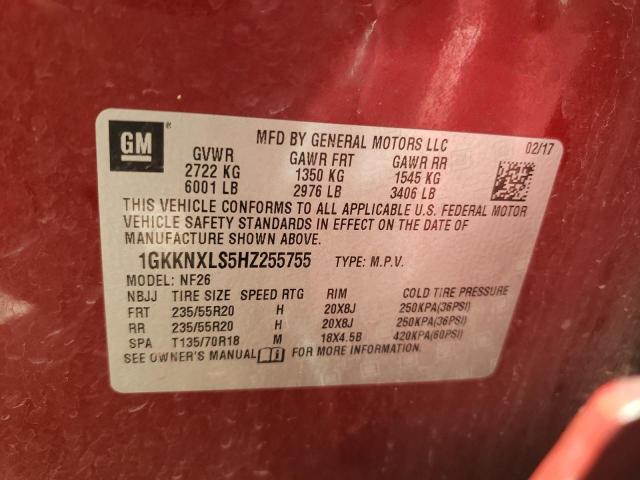 GM ®
MFD BY GENERAL MOTORS LLC 02/17
GVWR GAWR FRT GAWR RR
2722 KG 1350 KG 1545 KG
6001 LB 2976 LB 3406 LB
THIS VEHICLE CONFORMS TO ALL APPLICABLE U.S. FEDERAL MOTOR
VEHICLE SAFETY STANDARDS IN EFFECT ON THE DATE OF
MANUFACTURE SHOWN ABOVE.
1GKKNXLS5HZ255755 TYPE: M.P.V.
MODEL: NF26
NBJJ TIRE SIZE SPEED RTG RIM COLD TIRE PRESSURE
FRT 235/55R20 H 20X8J 250KPA(36PSI)
RR 235/55R20 H 20X8J 250KPA(36PSI)
SPA T135/70R18 M 18X4.5B 420KPA(60PSI)
SEE OWNER'S MANUAL FOR MORE INFORMATION.